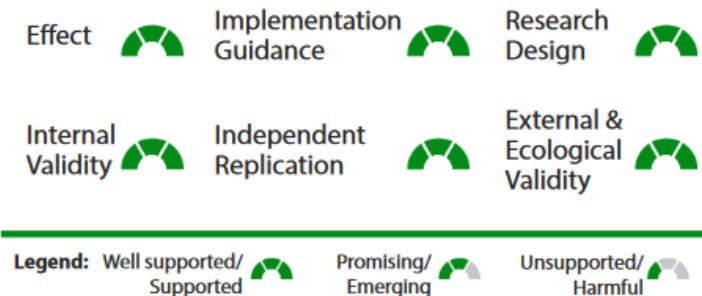 Effect
Implementation
Guidance
Research
Design
Internal
Validity
Independent
Replication
External &
Ecological
Validity
Legend: Well supported/
Supported
Promising/
Emerging
Unsupported/
Harmful